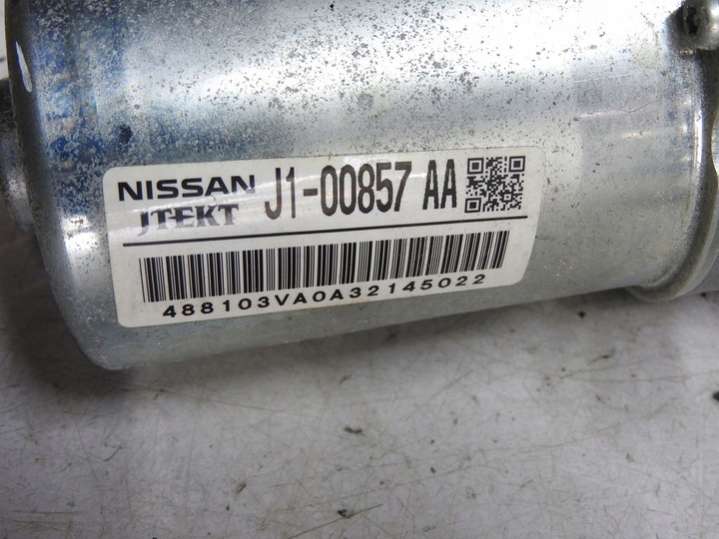 NISSAN J1-00857 AA
JTEKT
488103VA0A32145022